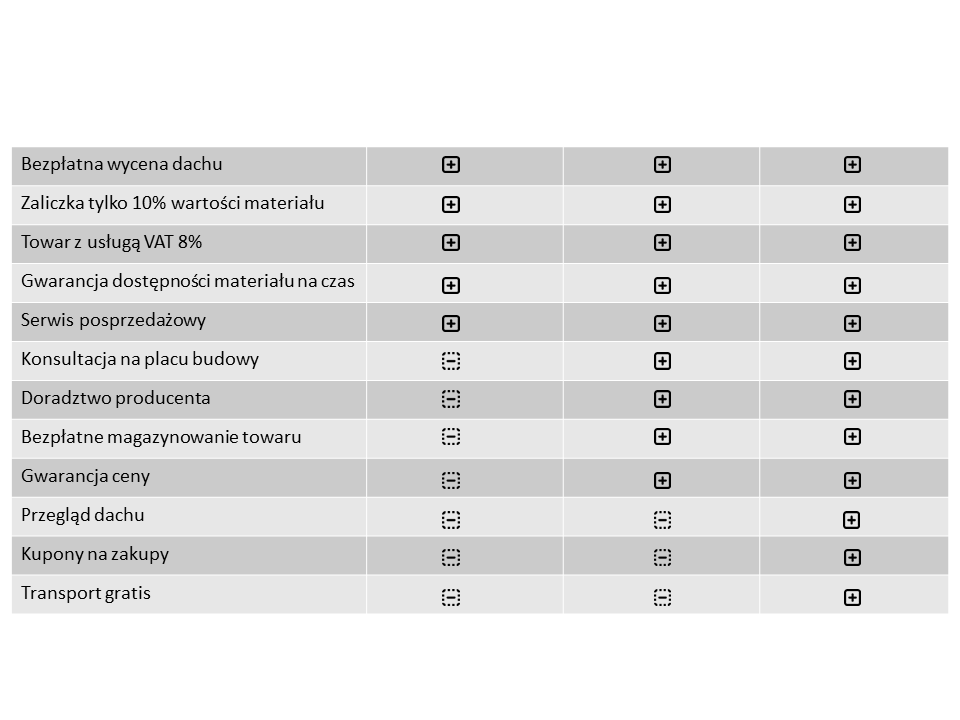 Bezpłatna wycena dachu
Zaliczka tylko 10% wartości materiału
Towar z usługą VAT 8%
Gwarancja dostępności materiału na czas
Serwis posprzedażowy
Konsultacja na placu budowy
Doradztwo producenta
Bezpłatne magazynowanie towaru
Gwarancja ceny
Przegląd dachu
Kupony na zakupy
Transport gratis